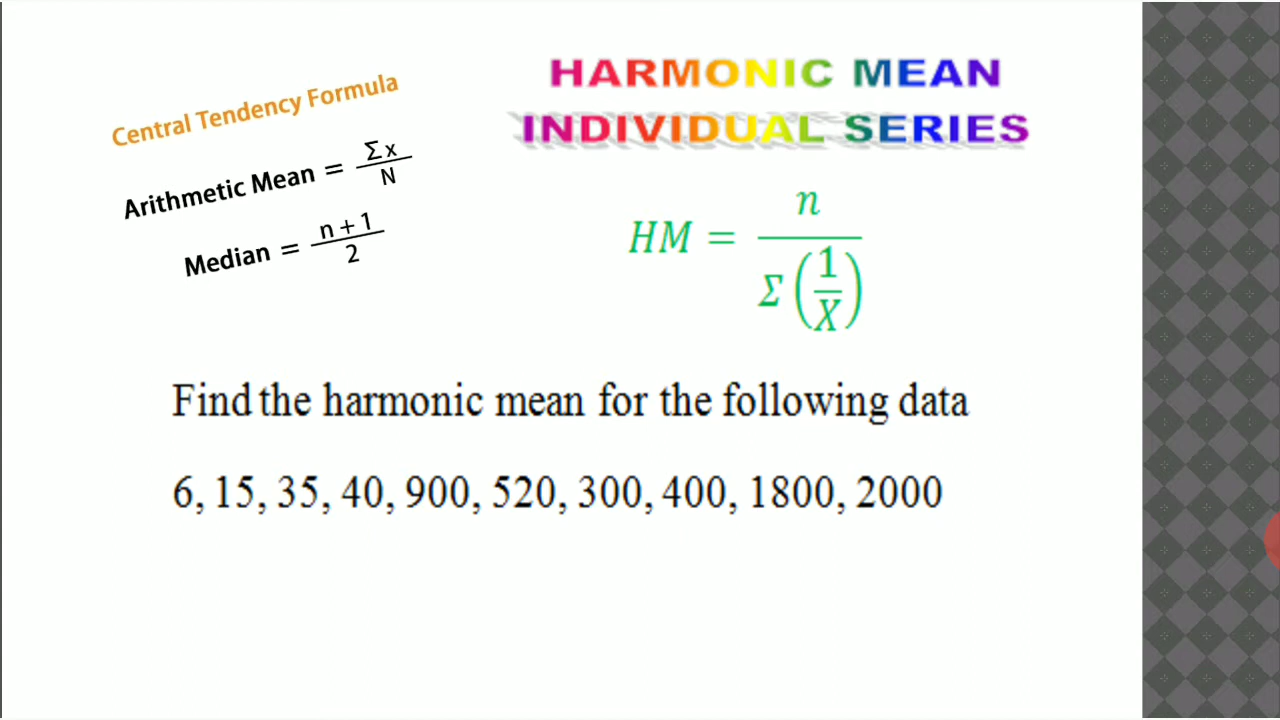 Central Tendency Formula
Arithmetic Mean = Σx / N
Median = n + 1 / 2
HARMONIC MEAN
INDIVIDUAL SERIES
HM = n / Σ(1/X)
Find the harmonic mean for the following data
6, 15, 35, 40, 900, 520, 300, 400, 1800, 2000